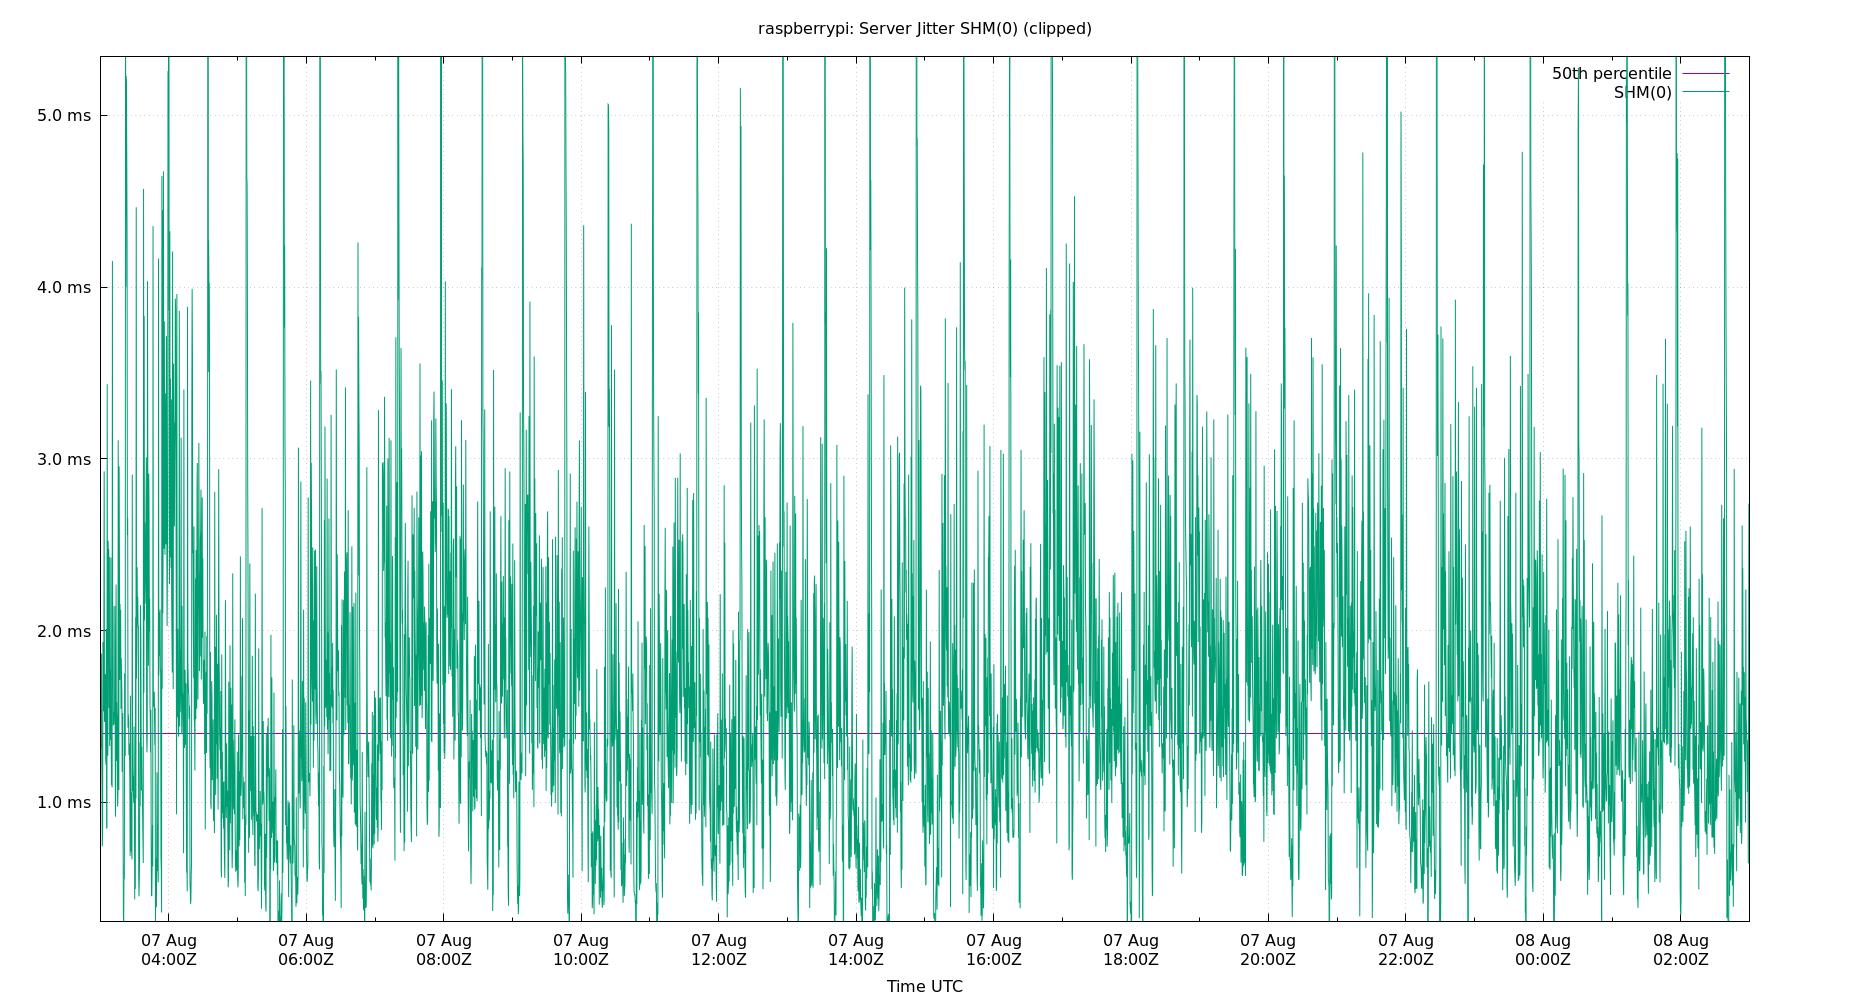 raspberrypi: Server Jitter SHM(0) (clipped)
50th percentile
SHM(0)
5.0 ms
4.0 ms
3.0 ms
2.0 ms
1.0 ms
07 Aug 07 Aug 07 Aug 07 Aug 07 Aug 07 Aug 07 Aug 07 Aug 07 Aug 07 Aug 08 Aug 08 Aug
04:00Z 06:00Z 08:00Z 10:00Z 12:00Z 14:00Z 16:00Z 18:00Z 20:00Z 22:00Z 00:00Z 02:00Z
Time UTC